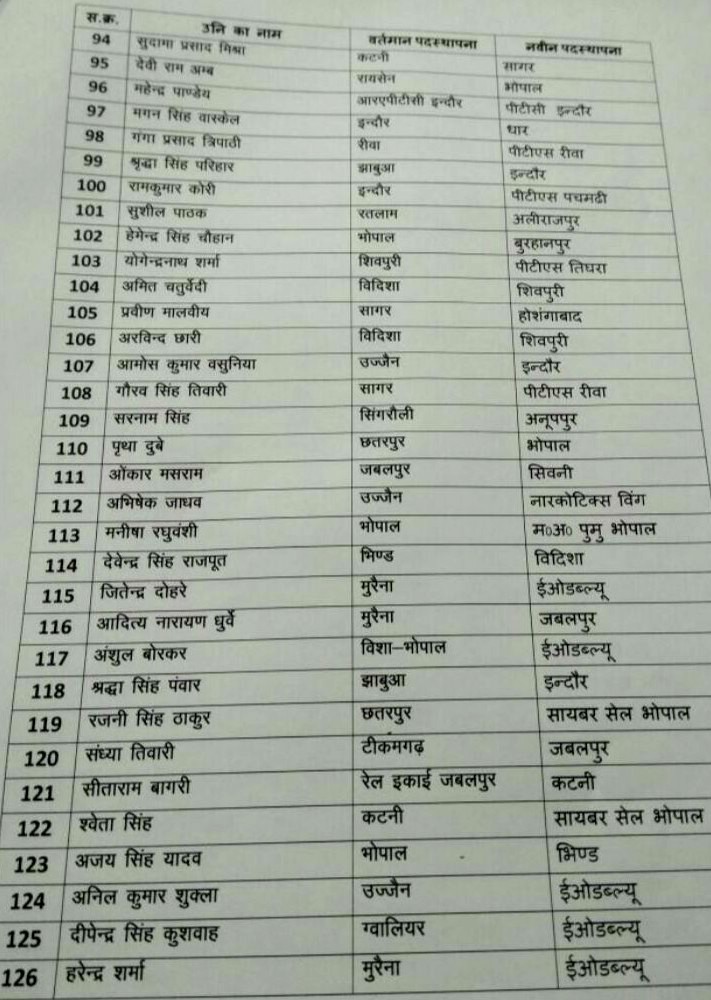 स.क्र. उनि का नाम वर्तमान पदस्थापना नवीन पदस्थापना
94 सुदामा प्रसाद मिश्रा कटनी सागर
95 देवी राम अम्ब रायसेन भोपाल
96 महेन्द्र पाण्डेय आरएपीटीसी इन्दौर पीटीसी इन्दौर
97 मगन सिंह वास्केल इन्दौर धार
98 गंगा प्रसाद त्रिपाठी रीवा पीटीएस रीवा
99 श्रृद्धा सिंह परिहार झाबुआ इन्दौर
100 रामकुमार कोरी इन्दौर पीटीएस पचमढी
101 सुशील पाठक रतलाम अलीराजपुर
102 हेगेन्द्र सिंह चौहान भोपाल बुरहानपुर
103 योगेन्द्रनाथ शर्मा शिवपुरी पीटीएस तिघरा
104 अमित चतुर्वेदी विदिशा शिवपुरी
105 प्रवीण मालवीय सागर होशंगाबाद
106 अरविन्द छारी विदिशा शिवपुरी
107 आमोस कुमार वसुनिया उज्जैन इन्दौर
108 गौरव सिंह तिवारी सागर पीटीएस रीवा
109 सरनाम सिंह सिंगरौली अनूपपुर
110 पृथा दुबे छतरपुर भोपाल
111 ओंकार मसराम जबलपुर सिवनी
112 अभिषेक जाधव उज्जैन नारकोटिक्स विंग
113 मनीषा रघुवंशी भोपाल म०अ० पुमु भोपाल
114 देवेन्द्र सिंह राजपूत भिण्ड विदिशा
115 जितेन्द्र दोहरे मुरैना ईओडब्ल्यू
116 आदित्य नारायण धुर्वे मुरैना जबलपुर
117 अंशुल बोरकर विशा–भोपाल ईओडब्ल्यू
118 श्रद्धा सिंह पंवार झाबुआ इन्दौर
119 रजनी सिंह ठाकुर छतरपुर सायबर सेल भोपाल
120 संध्या तिवारी टीकमगढ़ जबलपुर
121 सीताराम बागरी रेल इकाई जबलपुर कटनी
122 श्वेता सिंह कटनी सायबर सेल भोपाल
123 अजय सिंह यादव भोपाल भिण्ड
124 अनिल कुमार शुक्ला उज्जैन ईओडब्ल्यू
125 दीपेन्द्र सिंह कुशवाह ग्वालियर ईओडब्ल्यू
126 हरेन्द्र शर्मा मुरैना ईओडब्ल्यू